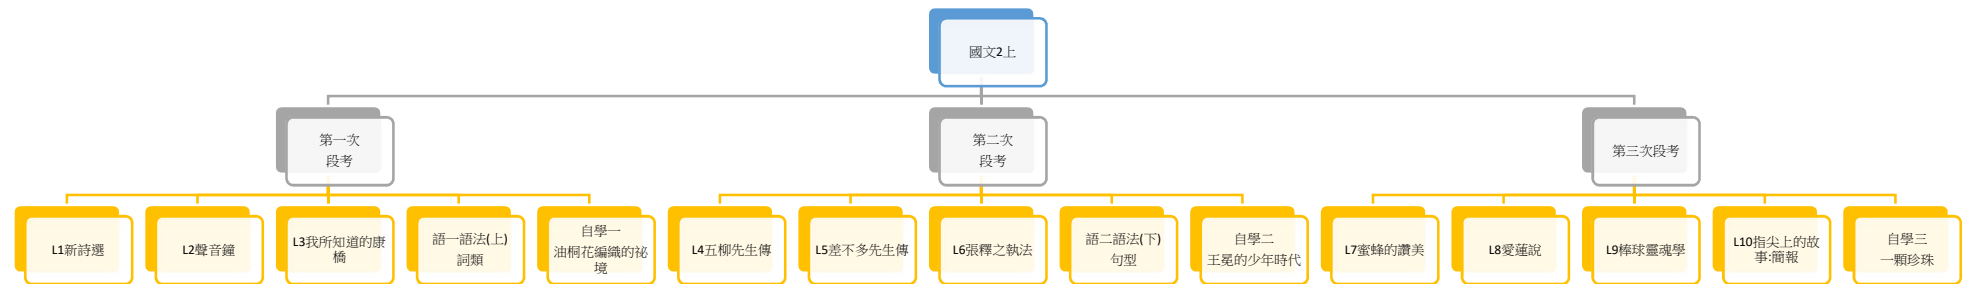 國文2上
第一次
段考
第二次
段考
第三次段考
L1新詩選
L2聲音鐘
L3我所知道的康
橋
語一語法(上)
詞類
自學一
油桐花編織的祕
境
L4五柳先生傳
L5差不多先生傳
L6張釋之執法
語二語法(下)
句型
自學二
王冕的少年時代
L7蜜蜂的讚美
L8愛蓮說
L9棒球靈魂學
L10指尖上的故
事:簡報
自學三
一顆珍珠